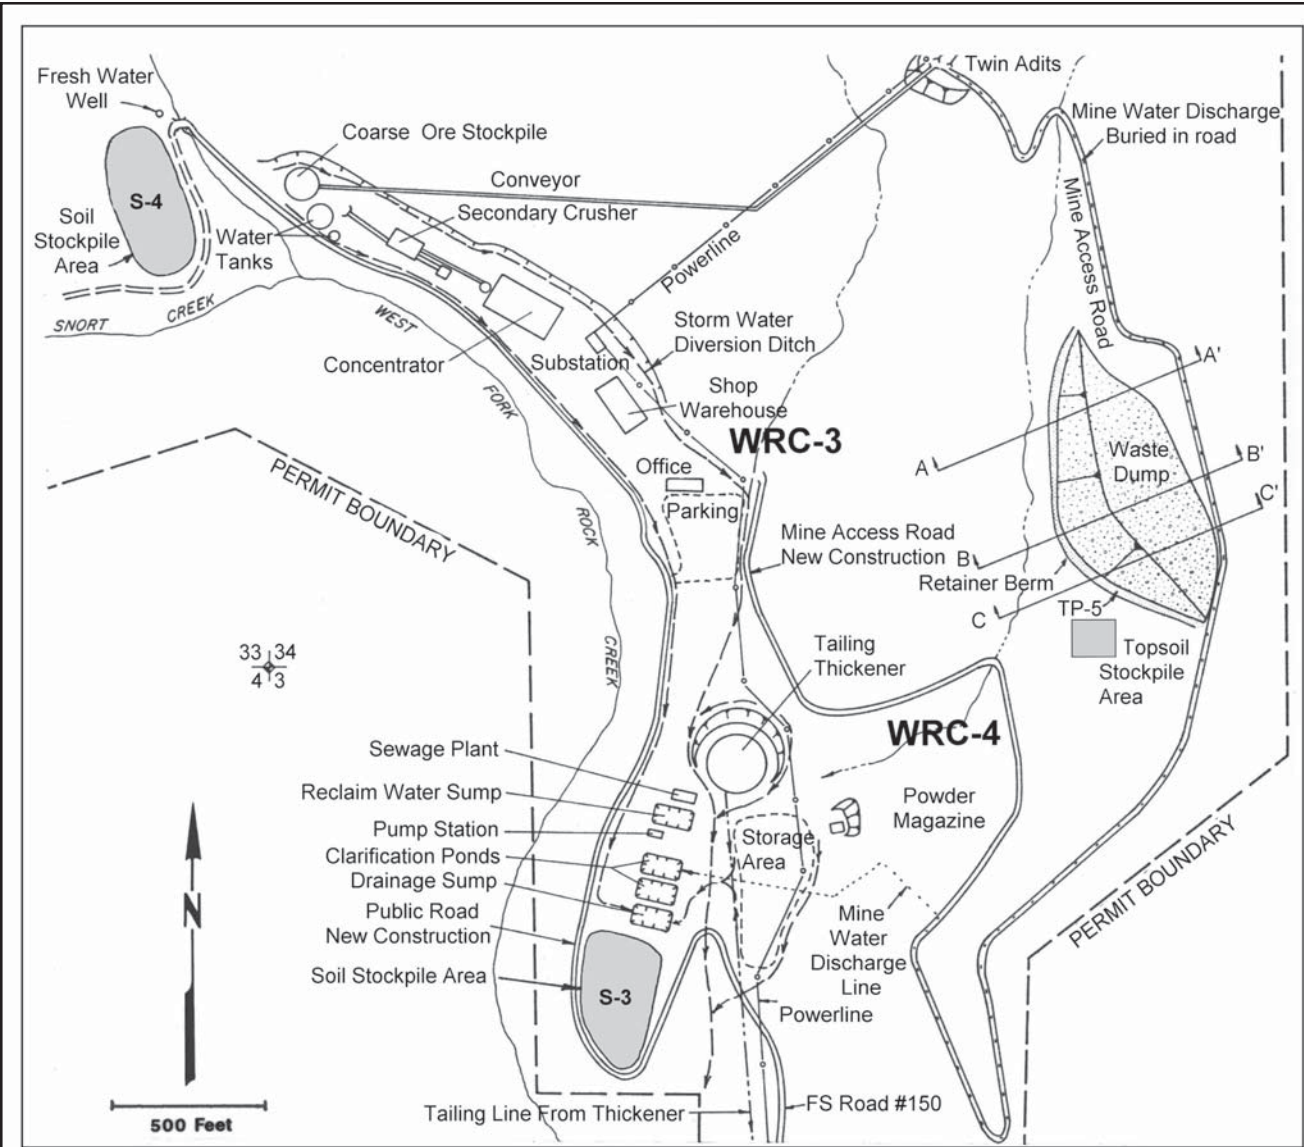 Twin Adits
Fresh Water
Well
Mine Water Discharge
Buried in road
Coarse Ore Stockpile
Conveyor
S-4
Secondary Crusher
Soil
Stockpile
Area
Water
Tanks
Powerline
Mine Access Road
SNORT
CREEK
WEST
FORK
ROCK
CREEK
Storm Water
Diversion Ditch
Concentrator
Substation
Shop
Warehouse
A'
WRC-3
Waste
Dump
B'
A
Office
C'
PERMIT BOUNDARY
Parking
Mine Access Road
New Construction
B
Retainer Berm
TP-5
C
33 34
4 3
Tailing
Thickener
Topsoil
Stockpile
Area
WRC-4
Sewage Plant
Reclaim Water Sump
Powder
Magazine
Pump Station
Storage
Area
Clarification Ponds
Drainage Sump
PERMIT BOUNDARY
N
Public Road
New Construction
Mine
Water
Discharge
Line
Soil Stockpile Area
S-3
Powerline
500 Feet
Tailing Line From Thickener
FS Road #150